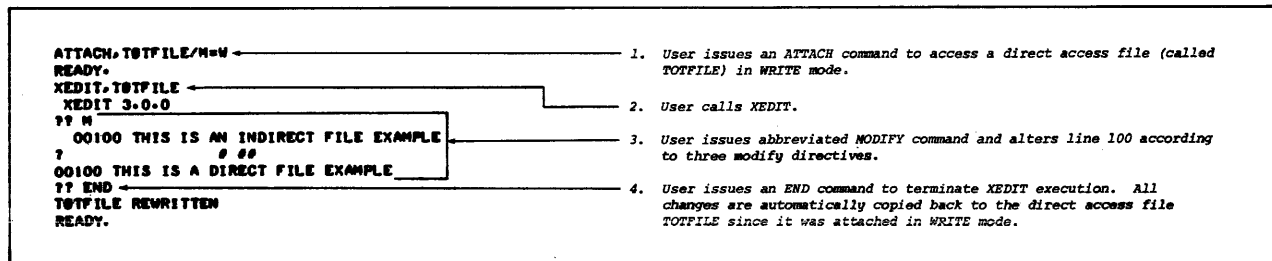 ATTACH,TOTFILE/M=W
READY.
XEDIT,TOTFILE
XEDIT 3.0.0
?? M
00100 THIS IS AN INDIRECT FILE EXAMPLE
? # ##
00100 THIS IS A DIRECT FILE EXAMPLE
?? END
TOTFILE REWRITTEN
READY.
1. User issues an ATTACH command to access a direct access file (called
TOTFILE) in WRITE mode.
2. User calls XEDIT.
3. User issues abbreviated MODIFY command and alters line 100 according
to three modify directives.
4. User issues an END command to terminate XEDIT execution. All
changes are automatically copied back to the direct access file
TOTFILE since it was attached in WRITE mode.